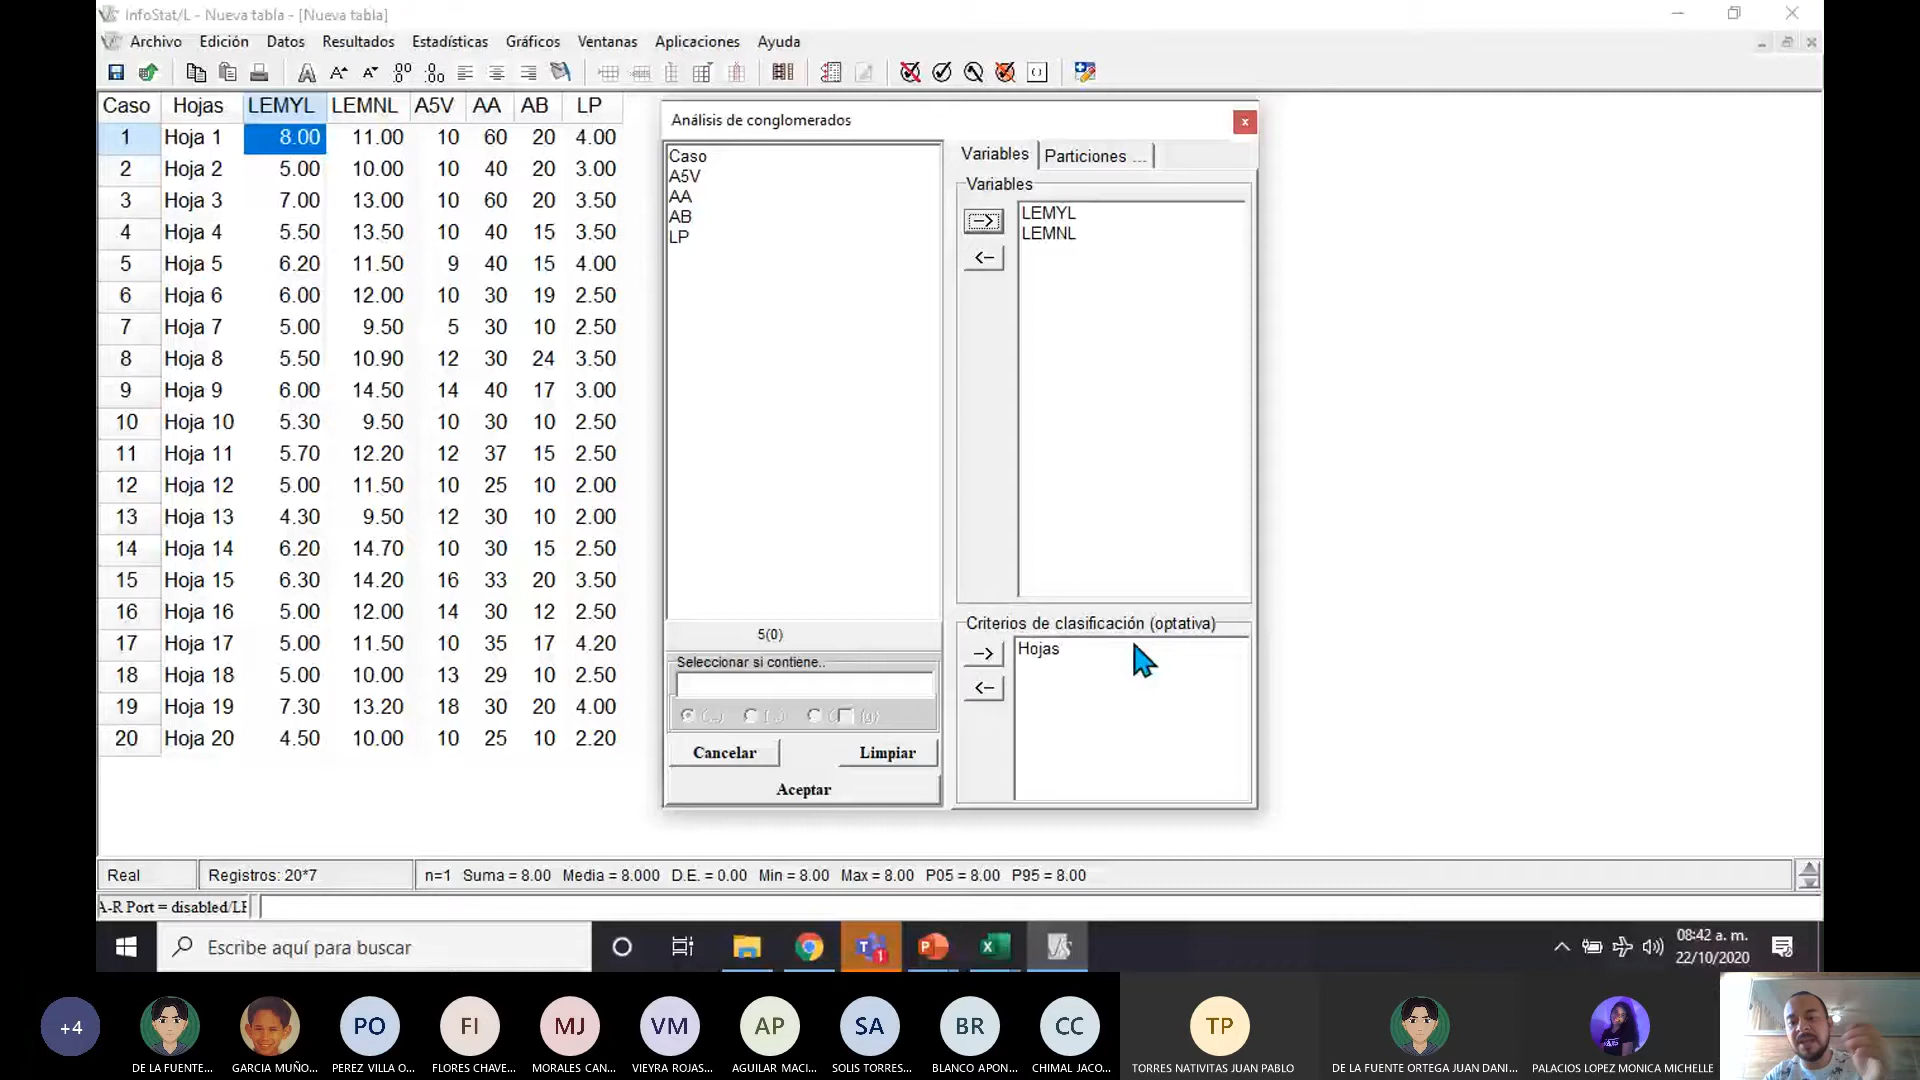 InfoStat/L - Nueva tabla - [Nueva tabla]
Archivo Edición Datos Resultados Estadísticas Gráficos Ventanas Aplicaciones Ayuda
Caso Hojas LEMYL LEMNL A5V AA AB LP
1 Hoja 1 8.00 11.00 10 60 20 4.00
2 Hoja 2 5.00 10.00 10 40 20 3.00
3 Hoja 3 7.00 13.00 10 60 20 3.50
4 Hoja 4 5.50 13.50 10 40 15 3.50
5 Hoja 5 6.20 11.50 9 40 15 4.00
6 Hoja 6 6.00 12.00 10 30 19 2.50
7 Hoja 7 5.00 9.50 5 30 10 2.50
8 Hoja 8 5.50 10.90 12 30 24 3.50
9 Hoja 9 6.00 14.50 14 40 17 3.00
10 Hoja 10 5.30 9.50 10 30 10 2.50
11 Hoja 11 5.70 12.20 12 37 15 2.50
12 Hoja 12 5.00 11.50 10 25 10 2.00
13 Hoja 13 4.30 9.50 12 30 10 2.00
14 Hoja 14 6.20 14.70 10 30 15 2.50
15 Hoja 15 6.30 14.20 16 33 20 3.50
16 Hoja 16 5.00 12.00 14 30 12 2.50
17 Hoja 17 5.00 11.50 10 35 17 4.20
18 Hoja 18 5.00 10.00 13 29 10 2.50
19 Hoja 19 7.30 13.20 18 30 20 4.00
20 Hoja 20 4.50 10.00 10 25 10 2.20
Análisis de conglomerados
Caso
A5V
AA
AB
LP
5(0)
Seleccionar si contiene..
Cancelar Limpiar
Aceptar
Variables Particiones ...
Variables
LEMYL
LEMNL
Criterios de clasificación (optativa)
Hojas
Real Registros: 20*7 n=1 Suma = 8.00 Media = 8.000 D.E. = 0.00 Min = 8.00 Max = 8.00 P05 = 8.00 P95 = 8.00
A-R Port = disabled/LE
Escribe aquí para buscar
08:42 a. m.
22/10/2020
+4 PO FI MJ VM AP SA BR CC TP
DE LA FUENTE... GARCIA MUÑO... PEREZ VILLA O... FLORES CHAVE... MORALES CAN... VIEYRA ROJAS... AGUILAR MACI... SOLIS TORRES... BLANCO APON... CHIMAL JACO... TORRES NATIVITAS JUAN PABLO DE LA FUENTE ORTEGA JUAN DANI... PALACIOS LOPEZ MONICA MICHELLE